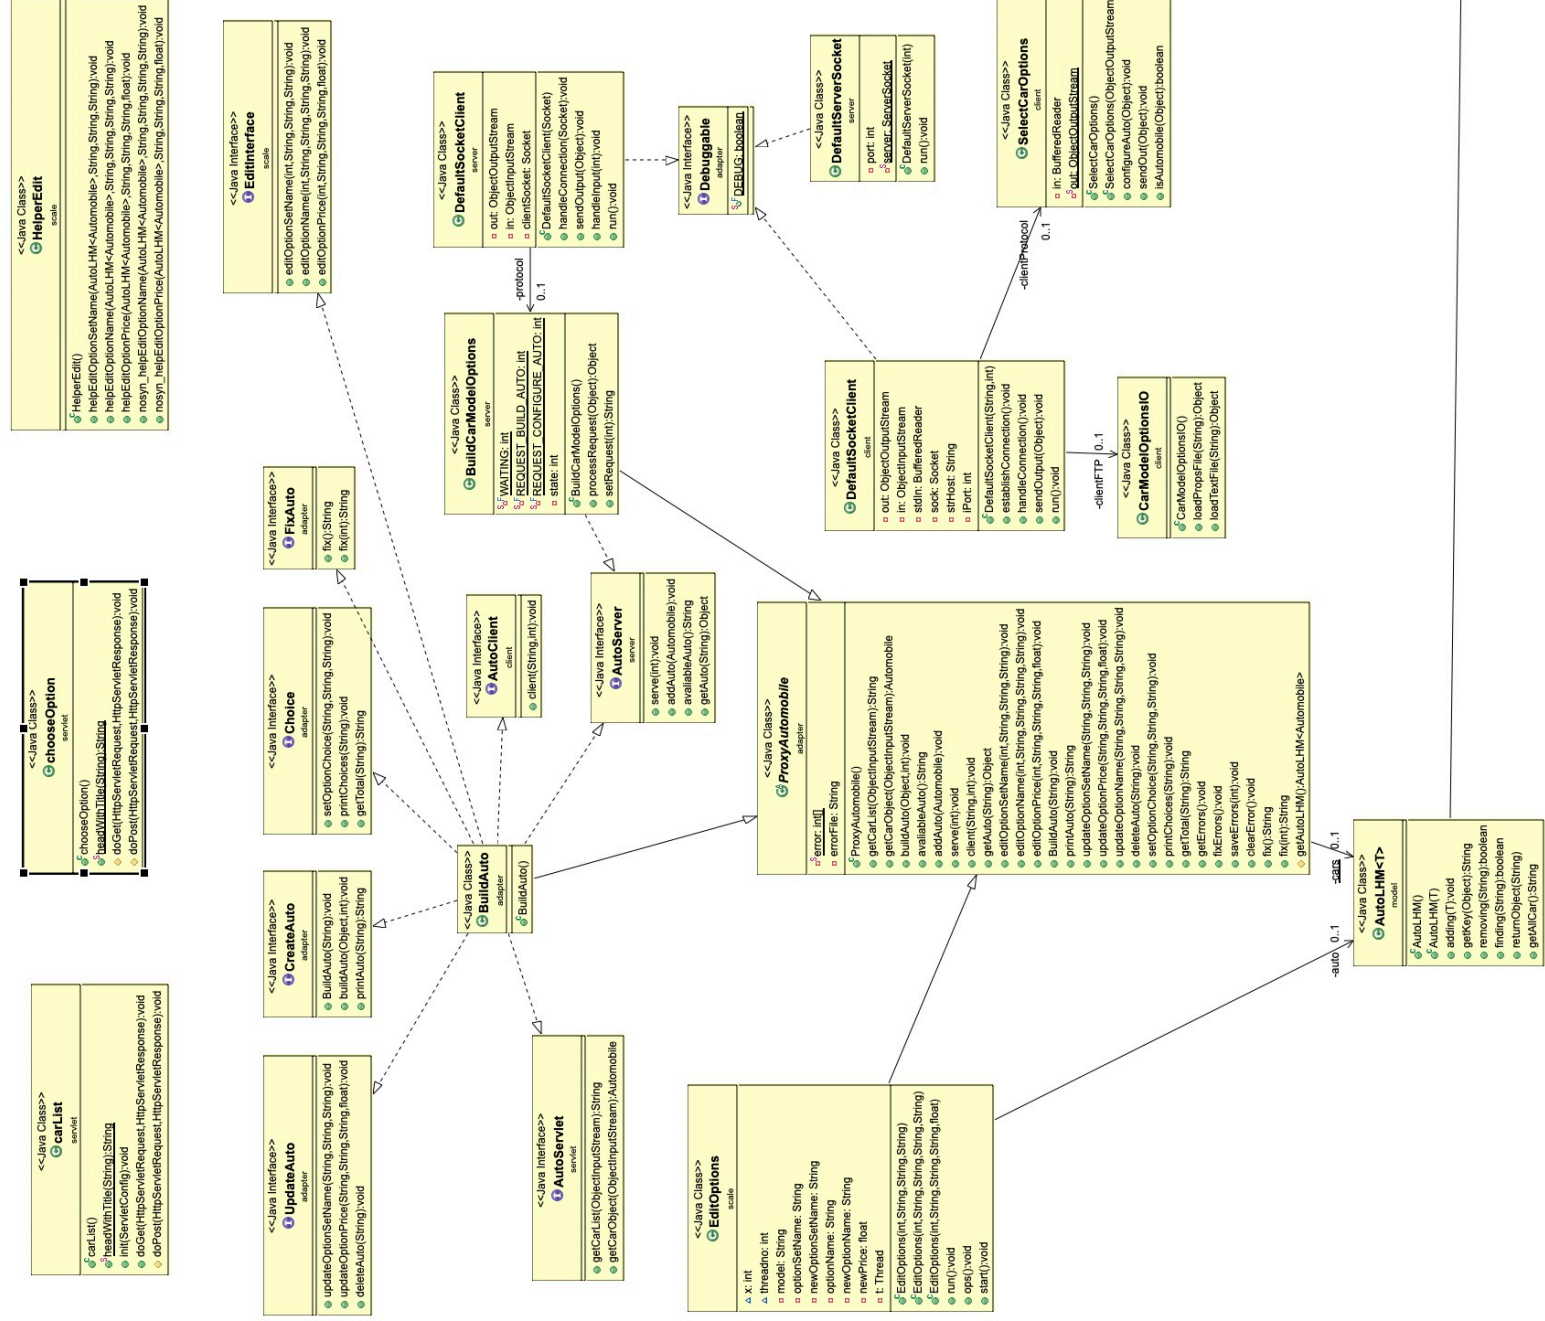 <<Java Class>>
HelperEdit
scale
HelperEdit()
helpEditOptionSetName(AutoLHM<Automobile>,String,String,String):void
helpEditOptionName(AutoLHM<Automobile>,String,String,String):void
helpEditOptionPrice(AutoLHM<Automobile>,String,String,float):void
nosyn_helpEditOptionName(AutoLHM<Automobile>,String,String,String):void
nosyn_helpEditOptionPrice(AutoLHM<Automobile>,String,String,float):void
<<Java Class>>
chooseOption
servlet
chooseOption()
headWithTitle(String):String
doGet(HttpServletRequest,HttpServletResponse):void
doPost(HttpServletRequest,HttpServletResponse):void
<<Java Class>>
carList
servlet
carList()
headWithTitle(String):String
init(ServletConfig):void
doGet(HttpServletRequest,HttpServletResponse):void
doPost(HttpServletRequest,HttpServletResponse):void
<<Java Interface>>
EditInterface
scale
editOptionSetName(int,String,String,String):void
editOptionName(int,String,String,String):void
editOptionPrice(int,String,String,float):void
<<Java Interface>>
FixAuto
adapter
fix():String
fix(int):String
<<Java Interface>>
Choice
adapter
setOptionChoice(String,String,String):void
printChoices(String):void
getTotal(String):String
<<Java Interface>>
CreateAuto
adapter
BuildAuto(String):void
buildAuto(Object,int):void
printAuto(String):String
<<Java Interface>>
UpdateAuto
adapter
updateOptionSetName(String,String,String):void
updateOptionPrice(String,String,String,float):void
deleteAuto(String):void
<<Java Class>>
DefaultSocketClient
server
out: ObjectOutputStream
in: ObjectInputStream
clientSocket: Socket
DefaultSocketClient(Socket)
handleConnection(Socket):void
sendOutput(Object):void
handleInput(int):void
run():void
-protocol
0..1
<<Java Class>>
BuildCarModelOptions
server
WAITING: int
REQUEST_BUILD_AUTO: int
REQUEST_CONFIGURE_AUTO: int
state: int
BuildCarModelOptions()
processRequest(Object):Object
setRequest(int):String
<<Java Interface>>
AutoClient
client
client(String,int):void
<<Java Class>>
BuildAuto
adapter
BuildAuto()
<<Java Interface>>
AutoServer
server
serve(int):void
addAuto(Automobile):void
avaliableAuto():String
getAuto(String):Object
<<Java Interface>>
AutoServlet
servlet
getCarList(ObjectInputStream):String
getCarObject(ObjectInputStream):Automobile
<<Java Interface>>
Debuggable
adapter
DEBUG: boolean
<<Java Class>>
DefaultServerSocket
server
port: int
server: ServerSocket
DefaultServerSocket(int)
run():void
<<Java Class>>
SelectCarOptions
client
in: BufferedReader
out: ObjectOutputStream
SelectCarOptions()
SelectCarOptions(ObjectOutputStream
configureAuto(Object):void
sendOut(Object):void
isAutomobile(Object):boolean
-clientProtocol
0..1
<<Java Class>>
DefaultSocketClient
client
out: ObjectOutputStream
in: ObjectInputStream
stdIn: BufferedReader
sock: Socket
strHost: String
iPort: int
DefaultSocketClient(String,int)
establishConnection():void
handleConnection():void
sendOutput(Object):void
run():void
-clientFTP
0..1
<<Java Class>>
CarModelOptionsIO
client
CarModelOptionsIO()
loadPropsFile(String):Object
loadTextFile(String):Object
<<Java Class>>
ProxyAutomobile
adapter
error: int[]
errorFile: String
ProxyAutomobile()
getCarList(ObjectInputStream):String
getCarObject(ObjectInputStream):Automobile
buildAuto(Object,int):void
avaliableAuto():String
addAuto(Automobile):void
serve(int):void
client(String,int):void
getAuto(String):Object
editOptionSetName(int,String,String,String):void
editOptionName(int,String,String,String,String):void
editOptionPrice(int,String,String,String,float):void
BuildAuto(String):void
printAuto(String):String
updateOptionSetName(String,String,String):void
updateOptionPrice(String,String,String,float):void
updateOptionName(String,String,String,String):void
deleteAuto(String):void
setOptionChoice(String,String,String):void
printChoices(String):void
getTotal(String):String
getErrors():void
fixErrors():void
saveErrors(int):void
clearError():void
fix():String
fix(int):String
getAutoLHM():AutoLHM<Automobile>
<<Java Class>>
EditOptions
scale
x: int
threadno: int
model: String
optionSetName: String
newOptionSetName: String
optionName: String
newOptionName: String
newPrice: float
t: Thread
EditOptions(int,String,String,String)
EditOptions(int,String,String,String,String)
EditOptions(int,String,String,String,float)
run():void
ops():void
start():void
-cars
0..1
-auto
0..1
<<Java Class>>
AutoLHM<T>
model
AutoLHM()
AutoLHM(T)
adding(T):void
getKey(Object):String
removing(String):boolean
finding(String):boolean
returnObject(String)
getAllCar():String